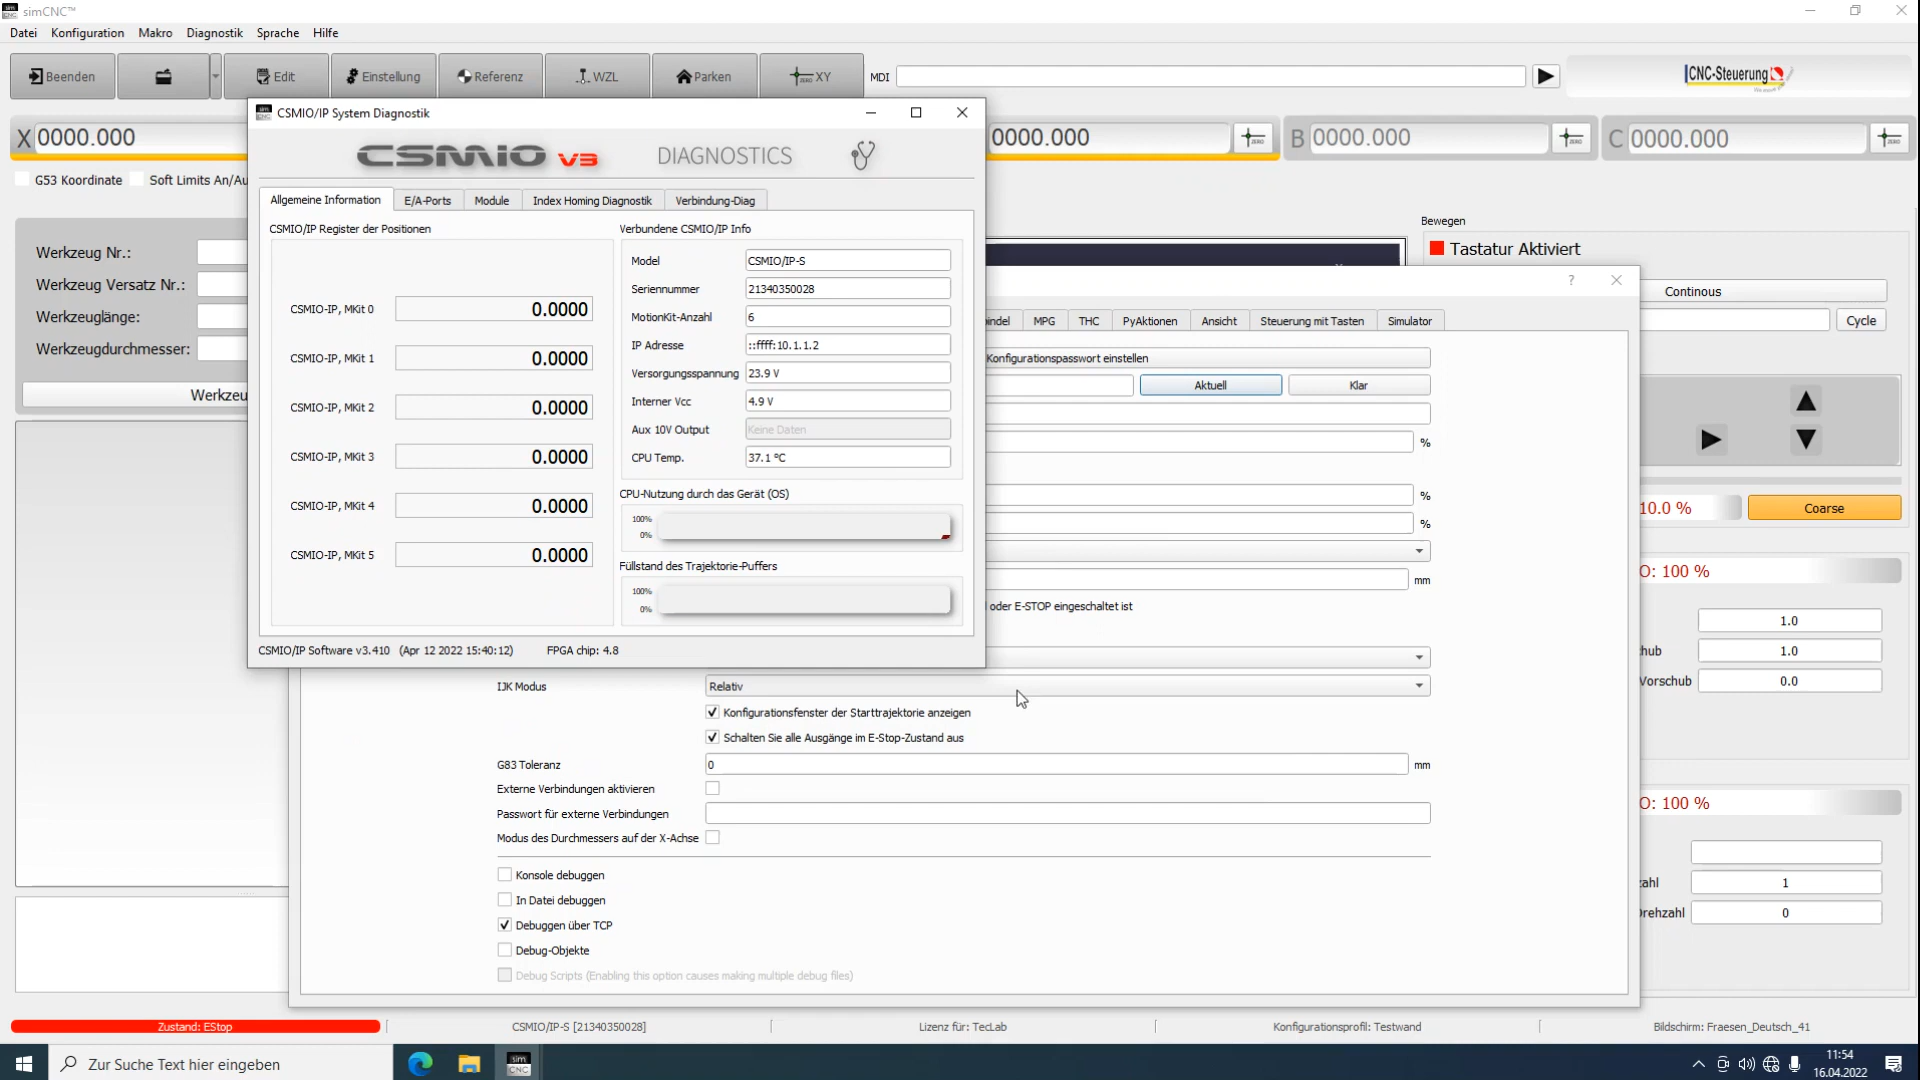 simCNC™
Datei Konfiguration Makro Diagnostik Sprache Hilfe
Beenden Edit Einstellung Referenz WZL Parken XY MDI CNC-Steuerung
CSMIO/IP System Diagnostik
X 0000.000 0000.000 B 0000.000 C 0000.000
CSMIO V3 DIAGNOSTICS
G53 Koordinate Soft Limits An/Au
Allgemeine Information E/A-Ports Module Index Homing Diagnostik Verbindung-Diag
CSMIO/IP Register der Positionen
CSMIO-IP, MKit 0 0.0000
CSMIO-IP, MKit 1 0.0000
CSMIO-IP, MKit 2 0.0000
CSMIO-IP, MKit 3 0.0000
CSMIO-IP, MKit 4 0.0000
CSMIO-IP, MKit 5 0.0000
Verbundene CSMIO/IP Info
Model CSMIO/IP-S
Seriennummer 21340350028
MotionKit-Anzahl 6
IP Adresse ::ffff:10.1.1.2
Versorgungsspannung 23.9 V
Interner Vcc 4.9 V
Aux 10V Output Keine Daten
CPU Temp. 37.1 °C
CPU-Nutzung durch das Gerät (OS)
100%
0%
Füllstand des Trajektorie-Puffers
100%
0%
CSMIO/IP Software v3.410 (Apr 12 2022 15:40:12) FPGA chip: 4.8
Werkzeug Nr.:
Werkzeug Versatz Nr.:
Werkzeuglänge:
Werkzeugdurchmesser:
Werkzeu
? 
indel MPG THC PyAktionen Ansicht Steuerung mit Tasten Simulator
Konfigurationspasswort einstellen
Aktuell Klar
%
%
%
mm
l oder E-STOP eingeschaltet ist
IJK Modus Relativ
Konfigurationsfenster der Starttrajektorie anzeigen
Schalten Sie alle Ausgänge im E-Stop-Zustand aus
G83 Toleranz 0 mm
Externe Verbindungen aktivieren
Passwort für externe Verbindungen
Modus des Durchmessers auf der X-Achse
Konsole debuggen
In Datei debuggen
Debuggen über TCP
Debug-Objekte
Debug Scripts (Enabling this option causes making multiple debug files)
Bewegen
Tastatur Aktiviert
Continous
Cycle
10.0 % Coarse
O: 100 %
1.0
hub 1.0
Vorschub 0.0
O: 100 %
zahl 1
Drehzahl 0
Zustand: EStop CSMIO/IP-S [21340350028] Lizenz für: TecLab Konfigurationsprofil: Testwand Bildschirm: Fraesen_Deutsch_41
Zur Suche Text hier eingeben sim CNC 11:54
16.04.2022